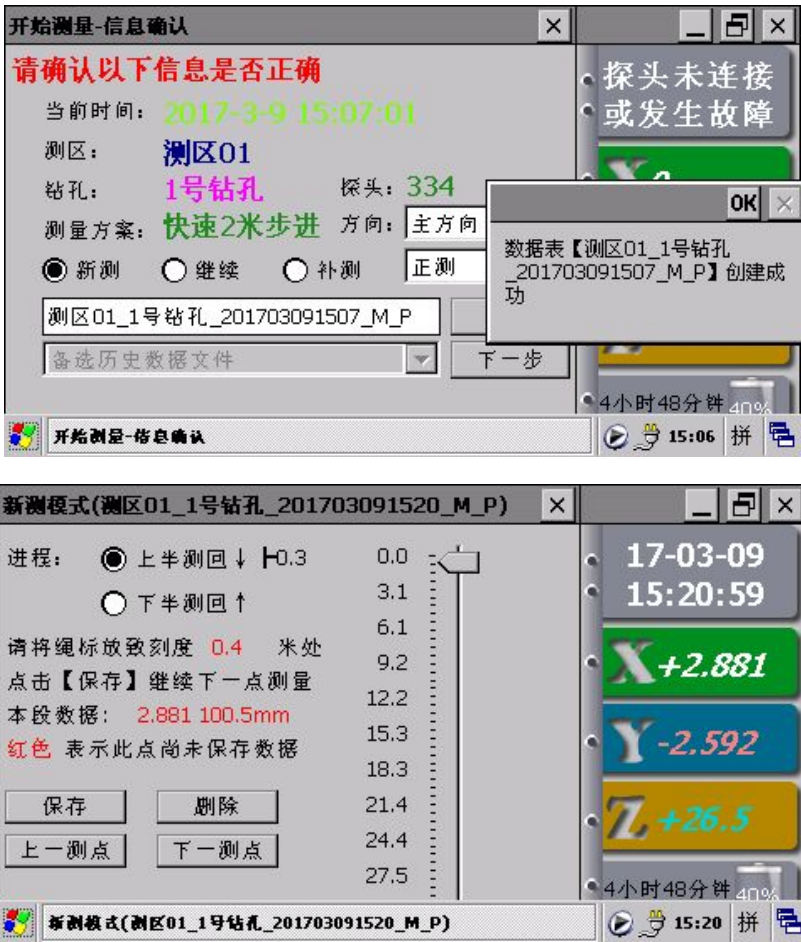 开始测量-信息确认
请确认以下信息是否正确
当前时间: 2017-3-9 15:07:01
测区: 测区01
钻孔: 1号钻孔 探头: 334
测量方案: 快速2米步进 方向: 主方向
新测 继续 补测 正测
测区01_1号钻孔_201703091507_M_P
备选历史数据文件 下一步
探头未连接
或发生故障
X
OK
数据表【测区01_1号钻孔
_201703091507_M_P】创建成
功
4小时48分钟 40%
开始测量-信息确认 15:06 拼
新测模式(测区01_1号钻孔_201703091520_M_P)
进程: 上半测回↓ 0.3
下半测回↑
请将绳标放致刻度 0.4 米处
点击【保存】继续下一点测量
本段数据: 2.881 100.5mm
红色 表示此点尚未保存数据
保存 删除
上一测点 下一测点
0.0
3.1
6.1
9.2
12.2
15.3
18.3
21.4
24.4
27.5
17-03-09
15:20:59
X +2.881
Y -2.592
Z +26.5
4小时48分钟 40%
新测模式(测区01_1号钻孔_201703091520_M_P) 15:20 拼